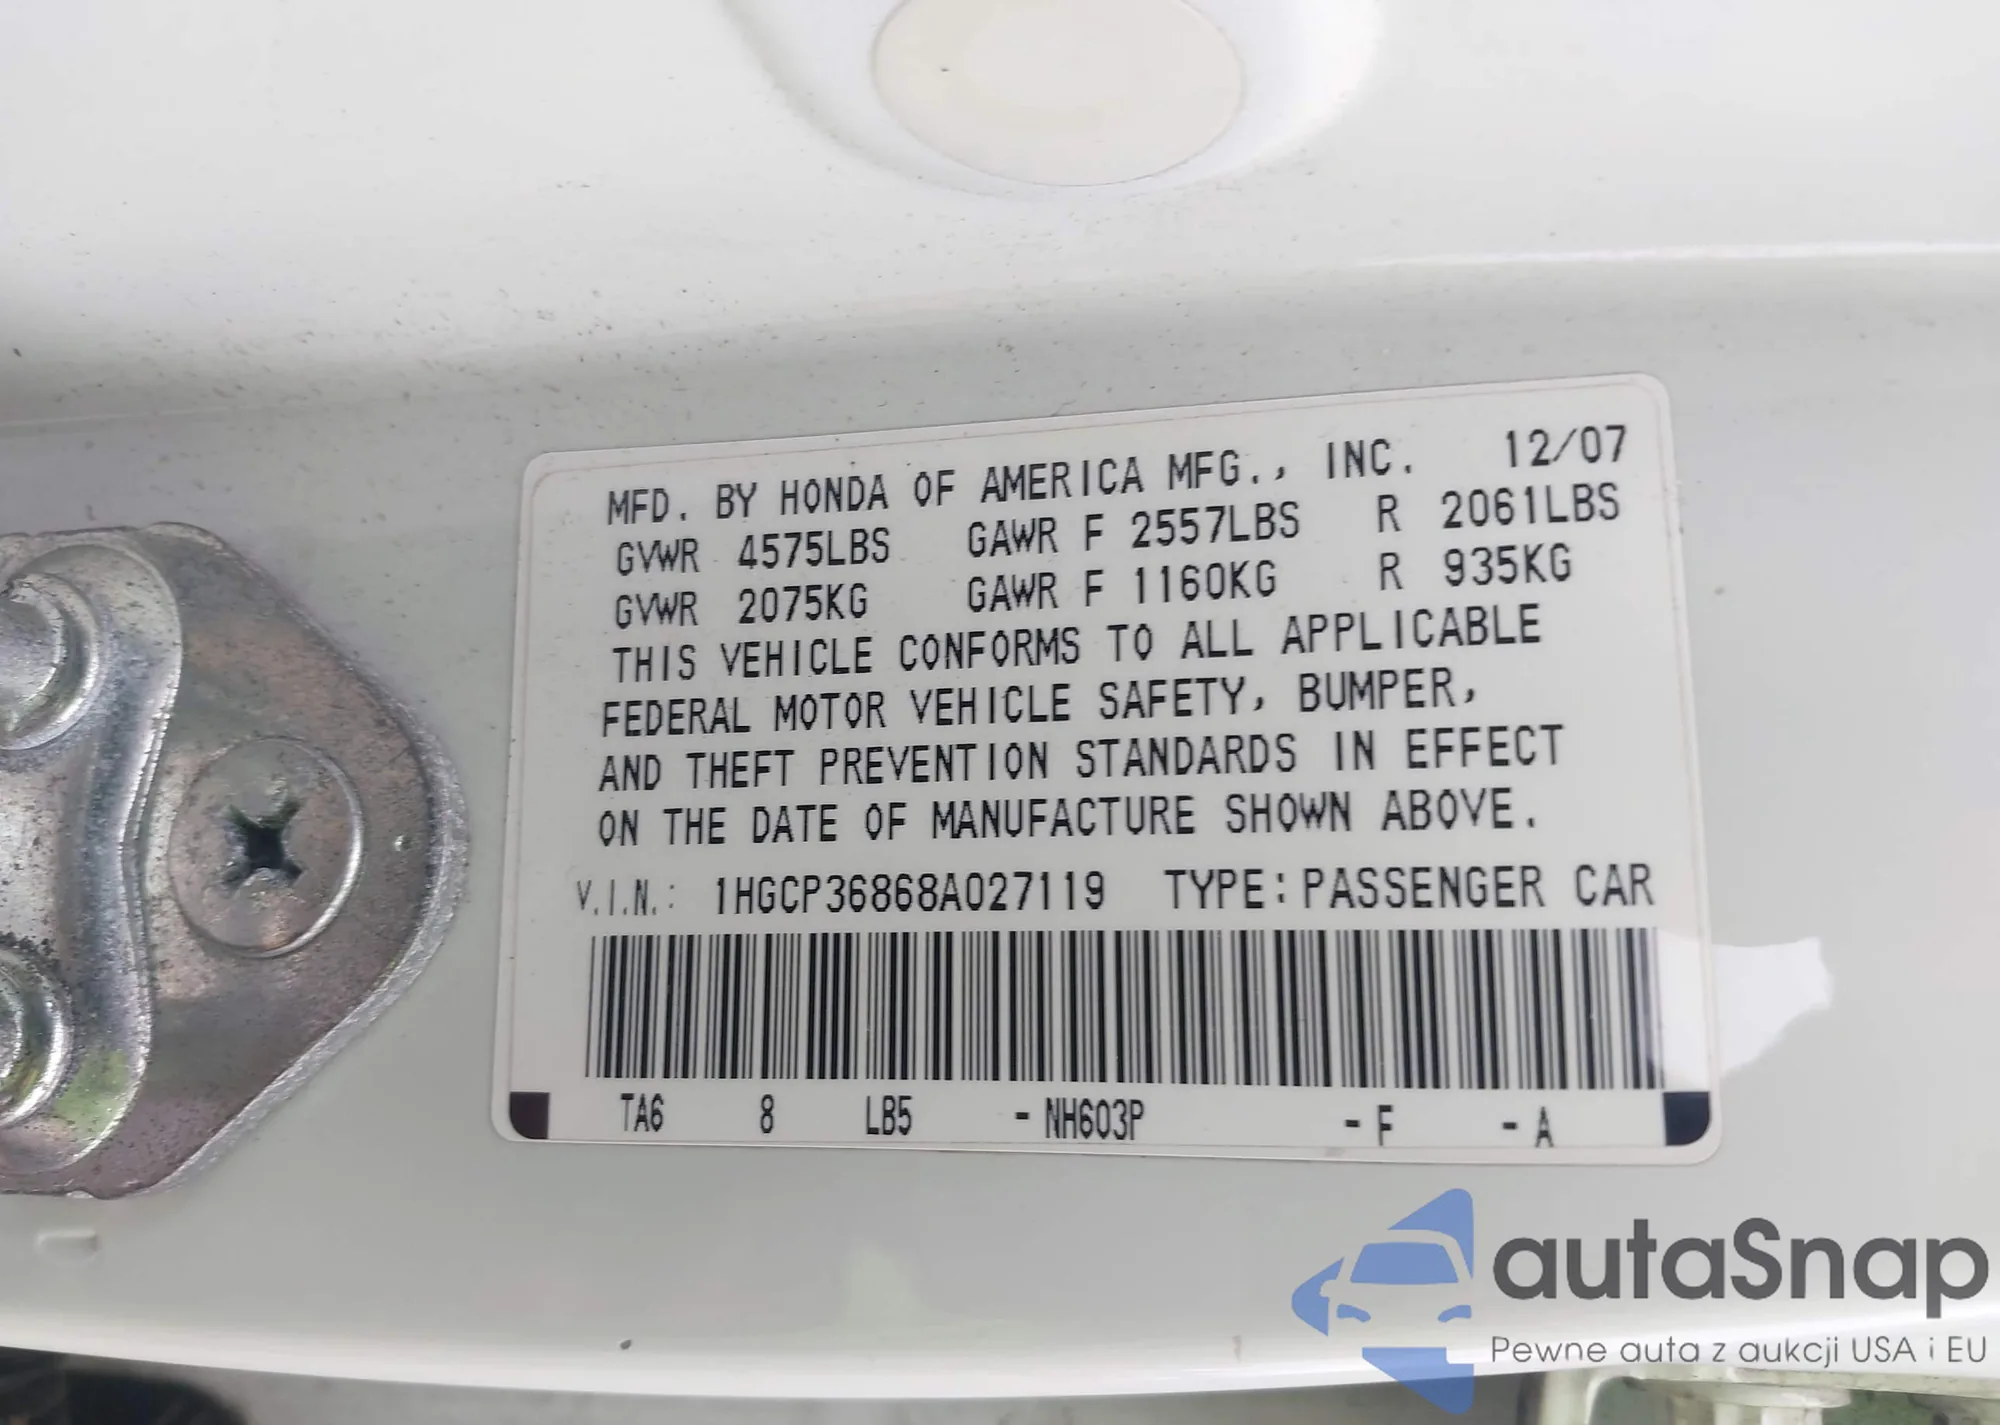 MFD. BY HONDA OF AMERICA MFG., INC. 12/07
GVWR 4575LBS GAWR F 2557LBS R 2061LBS
GVWR 2075KG GAWR F 1160KG R 935KG
THIS VEHICLE CONFORMS TO ALL APPLICABLE
FEDERAL MOTOR VEHICLE SAFETY, BUMPER,
AND THEFT PREVENTION STANDARDS IN EFFECT
ON THE DATE OF MANUFACTURE SHOWN ABOVE.
V.I.N.: 1HGCP36868A027119 TYPE:PASSENGER CAR
TA6 8 LB5 -NH603P -F -A
autaSnap
Pewne auta z aukcji USA i EU